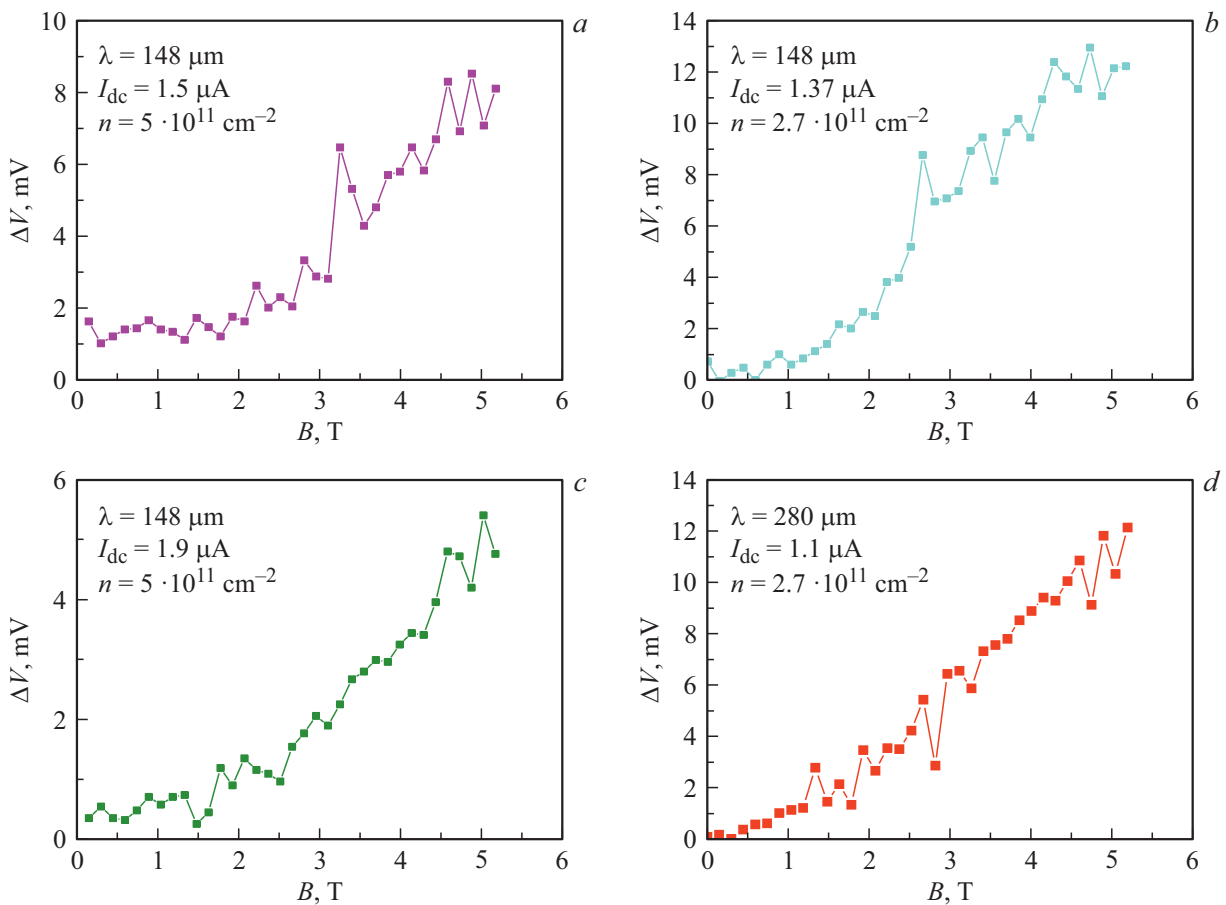 a
λ = 148 μm
I_dc = 1.5 μA
n = 5 · 10^11 cm^−2
10
8
6
4
2
0
ΔV, mV
0 1 2 3 4 5 6
B, T
b
λ = 148 μm
I_dc = 1.37 μA
n = 2.7 · 10^11 cm^−2
14
12
10
8
6
4
2
0
ΔV, mV
0 1 2 3 4 5 6
B, T
c
λ = 148 μm
I_dc = 1.9 μA
n = 5 · 10^11 cm^−2
6
4
2
0
ΔV, mV
0 1 2 3 4 5 6
B, T
d
λ = 280 μm
I_dc = 1.1 μA
n = 2.7 · 10^11 cm^−2
14
12
10
8
6
4
2
0
ΔV, mV
0 1 2 3 4 5 6
B, T